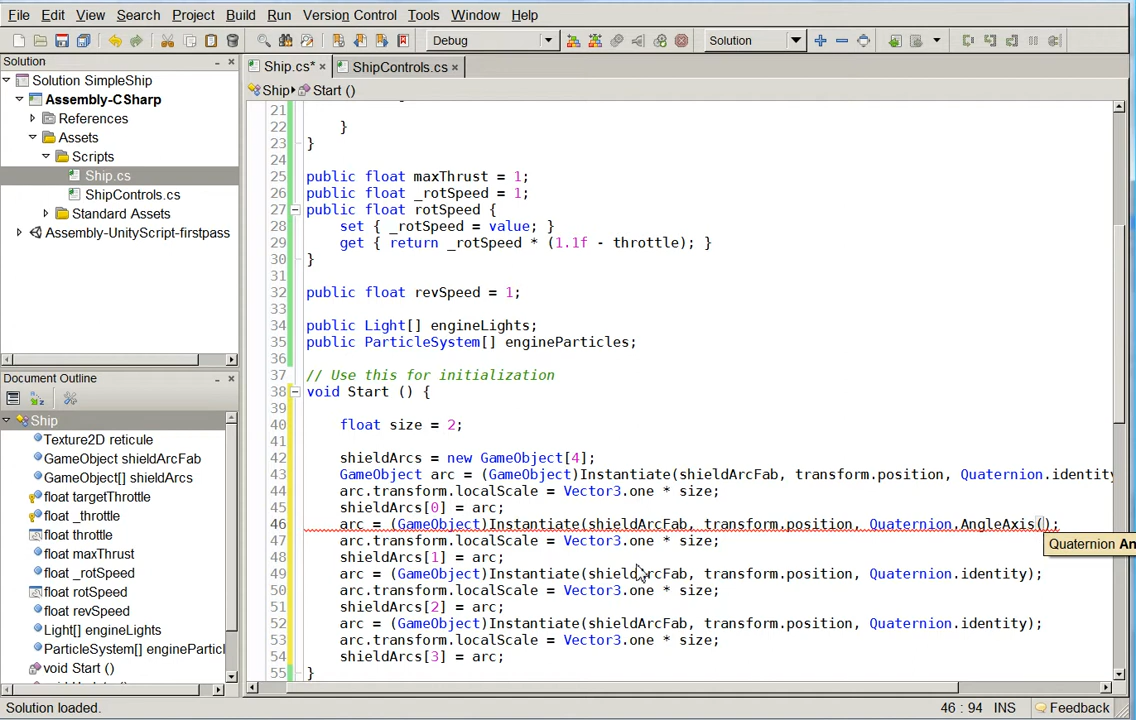 File Edit View Search Project Build Run Version Control Tools Window Help
Debug Solution
Solution
Solution SimpleShip
Assembly-CSharp
References
Assets
Scripts
Ship.cs
ShipControls.cs
Standard Assets
Assembly-UnityScript-firstpass
Document Outline
Ship
Texture2D reticule
GameObject shieldArcFab
GameObject[] shieldArcs
float targetThrottle
float _throttle
float throttle
float maxThrust
float _rotSpeed
float rotSpeed
float revSpeed
Light[] engineLights
ParticleSystem[] engineParticl
void Start ()
Ship.cs* × ShipControls.cs ×
Ship Start ()
21
22 }
23 }
24
25 public float maxThrust = 1;
26 public float _rotSpeed = 1;
27 public float rotSpeed {
28 set { _rotSpeed = value; }
29 get { return _rotSpeed * (1.1f - throttle); }
30 }
31
32 public float revSpeed = 1;
33
34 public Light[] engineLights;
35 public ParticleSystem[] engineParticles;
36
37 // Use this for initialization
38 void Start () {
39
40 float size = 2;
41
42 shieldArcs = new GameObject[4];
43 GameObject arc = (GameObject)Instantiate(shieldArcFab, transform.position, Quaternion.identity
44 arc.transform.localScale = Vector3.one * size;
45 shieldArcs[0] = arc;
46 arc = (GameObject)Instantiate(shieldArcFab, transform.position, Quaternion.AngleAxis();
Quaternion An
47 arc.transform.localScale = Vector3.one * size;
48 shieldArcs[1] = arc;
49 arc = (GameObject)Instantiate(shieldArcFab, transform.position, Quaternion.identity);
50 arc.transform.localScale = Vector3.one * size;
51 shieldArcs[2] = arc;
52 arc = (GameObject)Instantiate(shieldArcFab, transform.position, Quaternion.identity);
53 arc.transform.localScale = Vector3.one * size;
54 shieldArcs[3] = arc;
55 }
Solution loaded. 46 : 94 INS Feedback